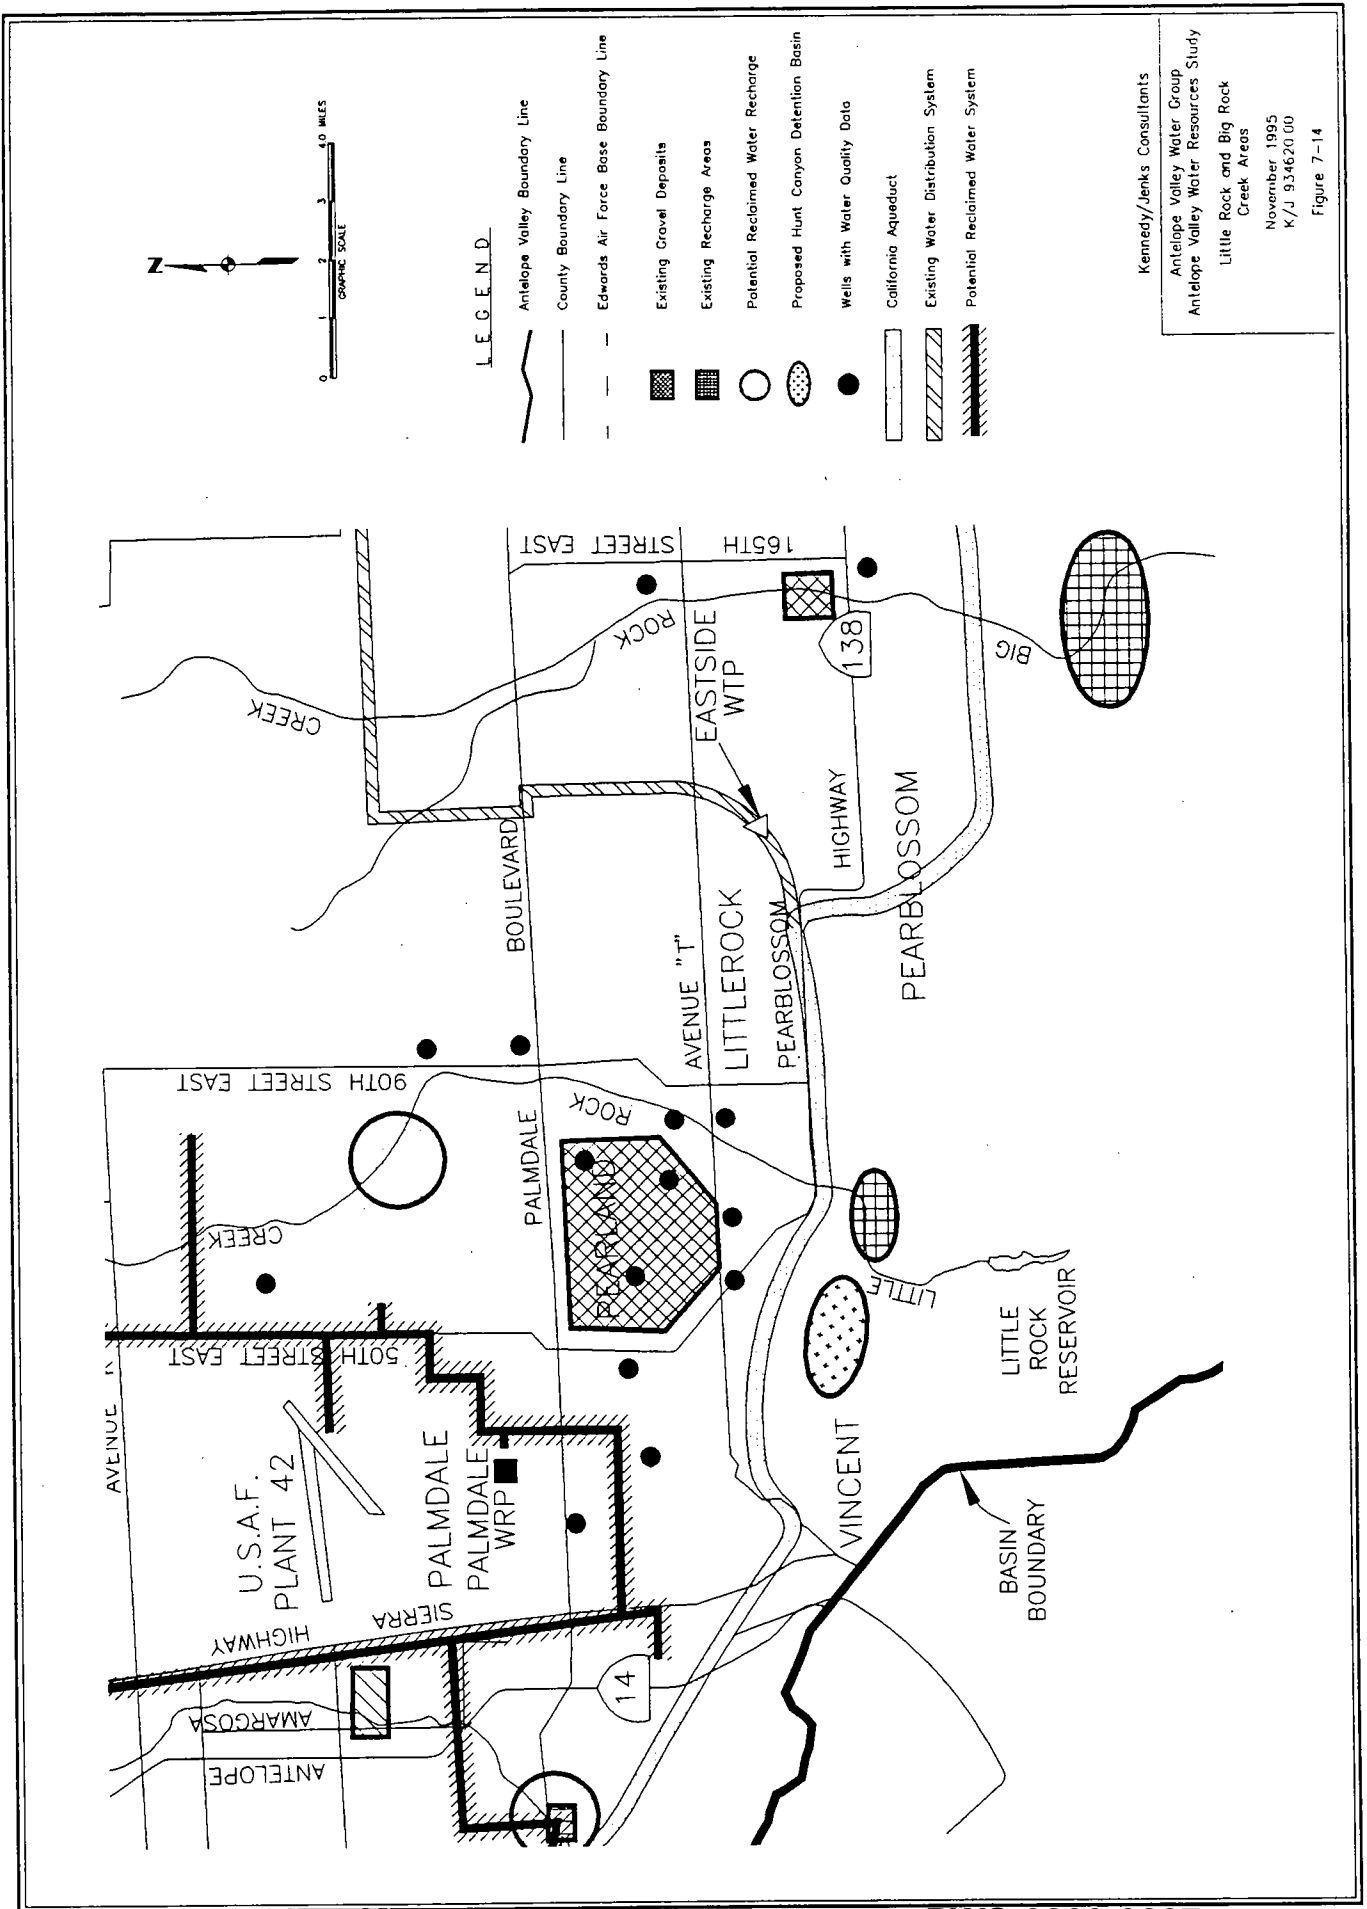 N
0
1
2
3
4.0 MILES
GRAPHIC SCALE
LEGEND
Antelope Valley Boundary Line
County Boundary Line
Edwards Air Force Base Boundary Line
Existing Gravel Deposits
Existing Recharge Areas
Potential Reclaimed Water Recharge
Proposed Hunt Canyon Detention Basin
Wells with Water Quality Data
California Aqueduct
Existing Water Distribution System
Potential Reclaimed Water System
Kennedy/Jenks Consultants
Antelope Valley Water Group
Antelope Valley Water Resources Study
Little Rock and Big Rock
Creek Areas
November 1995
K/J 934620.00
Figure 7-14
AVENUE
U.S.A.F.
PLANT 42
50TH STREET EAST
90TH STREET EAST
165TH STREET EAST
HIGHWAY
SIERRA
AMARGOSA
ANTELOPE
PALMDALE
PALMDALE
WRP
PALMDALE
BOULEVARD
CREEK
ROCK
LITTLE
CREEK
ROCK
BIG
PEARLAND
AVENUE "T"
LITTLEROCK
PEARBLOSSOM
HIGHWAY
EASTSIDE
WTP
138
14
PEARBLOSSOM
VINCENT
LITTLE
ROCK
RESERVOIR
BASIN
BOUNDARY